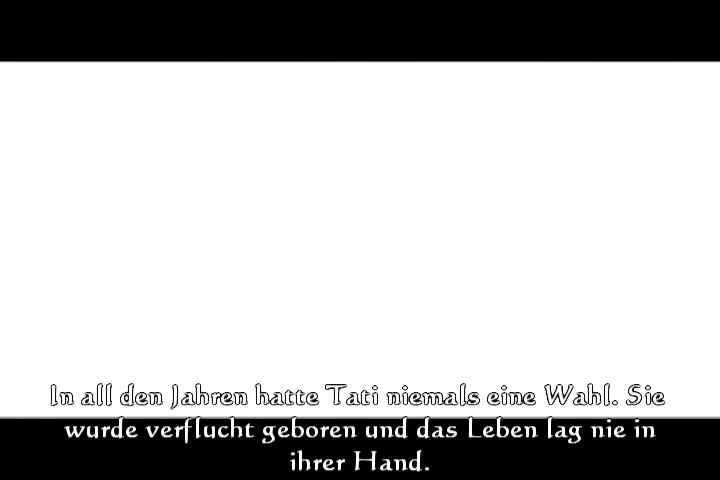 In all den Jahren hatte Tati niemals eine Wahl. Sie
wurde verflucht geboren und das Leben lag nie in
ihrer Hand.